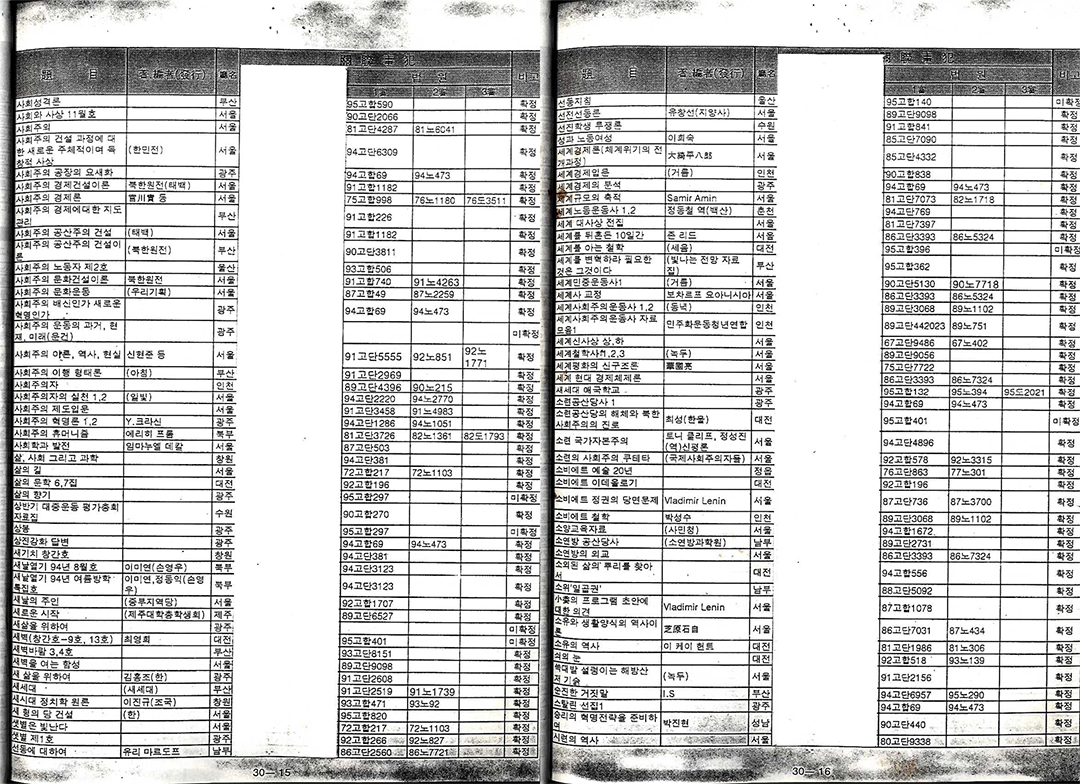 題 目 著·編者(發行) 廳名 關聯事犯
법 원 비고
1심 2심 3심
사회성격론 부산 95고합590 확정
사회와 사상 11월호 서울 90고단2066 확정
사회주의 서울 81고단4287 81노6041 확정
사회주의 건설 과정에 대
한 새로운 주체적이며 독
창적 사상 (한민전) 서울 94고단6309 확정
사회주의 공장의 요새화 광주 94고합69 94노473 확정
사회주의 경제건설이론 북한원전(태백) 서울 91고합1182 확정
사회주의 경제론 宮川實 등 서울 75고합998 76노1180 76도3511 확정
사회주의 경제에대한 지도
관리 부산 91고합226 확정
사회주의 공산주의 건설 (태백) 서울 91고합1182 확정
사회주의 공산주의 건설이
론 (북한원전) 부산 90고단3811 확정
사회주의 노동자 제2호 울산 93고합506 확정
사회주의 문화건설이론 북한원전 서울 91고합740 91노4263 확정
사회주의 문화운동 (우리기획) 서울 87고합49 87노2259 확정
사회주의 배신인가 새로운
혁명인가 광주 94고합69 94노473 확정
사회주의 운동의 과거, 현
재, 미래(문건) 광주 미확정
사회주의 이론, 역사, 현실 신현준 등 서울 91고단5555 92노851 92노1771 확정
사회주의 이행 형태론 (아침) 부산 91고단2969 확정
사회주의자 인천 89고단4396 90노215 확정
사회주의자의 실천 1,2 (일빛) 서울 94고단2220 94노2770 확정
사회주의 제도입문 서울 91고단3458 91노4983 확정
사회주의 혁명론 1,2 Y.크라신 광주 94고단1286 94노1051 확정
사회주의 휴머니즘 에리히 프롬 북부 81고단3726 82노1361 82도1793 확정
사회학과 발전 임마누엘 데칼 서울 87고단503 확정
삶, 사회 그리고 과학 창원 94고단381 확정
삶의 길 서울 72고합217 72노1103 확정
삶의 문학 6,7집 대전 92고합196 확정
삶의 향기 광주 95고합297 미확정
상반기 대중운동 평가총회
자료집 수원 90고합270 확정
상봉 광주 95고합297 미확정
상진강화 답변 광주 94고합69 94노473 확정
새기치 창간호 창원 94고단381 확정
새날열기 94년 8월호 이미연(손영우) 북부 94고단3123 확정
새날열기 94년 여름방학
특집호 이미연,정동익(손영
우) 북부 94고단3123 확정
새날의 주인 (중부지역당) 서울 92고합1707 확정
새로운 시작 (제주대학총학생회) 제주 89고단6527 확정
새삶을 위하여 광주 미확정
새벽(창간호-9호, 13호) 최영희 대전 95고합401 미확정
새벽바람 3,4호 부산 93고단8151 확정
새벽을 여는 함성 서울 89고단9098 확정
새 삶을 위하여 김홍조(한) 광주 91고단2608 확정
새세대 (새세대) 부산 91고단2519 91노1739 확정
새시대 정치학 원론 이진규(조국) 창원 93고합471 93노92 확정
새 형의 당 건설 (한) 서울 95고합820 확정
샛별은 빛난다 서울 72고합217 72노1103 확정
샛별 제1호 광주 92고합266 92노827 확정
선동에 대하여 유리 마르도프 남부 86고단2560 86노7721 확정
30-15
題 目 著·編者(發行) 廳名 關聯事犯
법 원 비고
1심 2심 3심
선동지침 울산 95고합140 미확정
선전선동론 유창선(지양사) 서울 89고단9098 확정
선진학생 투쟁론 수원 91고합841 확정
성과 노동여성 이희숙 서울 85고단7090 확정
세계경제론(체계위기의 전
개과정) 大崎平八郞 서울 85고단4332 확정
세계경제입문 (거름) 인천 90고합838 확정
세계경제의 분석 광주 94고합69 94노473 확정
세계규모의 축적 Samir Amin 서울 81고단7073 82노1718 확정
세계노동운동사 1,2 정동철 역(백산) 춘천 94고단769 확정
세계 대사상 전집 서울 81고단7397 확정
세계를 뒤흔든 10일간 존 리드 서울 86고단3393 86노5324 확정
세계를 아는 철학 (세음) 대전 95고합396 미확정
세계를 변혁하라 필요한
것은 그것이다 (빛나는 전망 자료
집) 부산 95고합362 확정
세계민중운동사1 (거름) 서울 90고단5130 90노7718 확정
세계사 교정 보차르프 요아니시아 서울 86고단3393 86노5324 확정
세계사회주의운동사 1,2 (동녘) 인천 89고단3068 89노1102 확정
세계사회주의운동사 자료
모음1 민주화운동청년연합 인천 89고단442023 89노751 확정
세계신사상 상,하 서울 67고단9486 67노402 확정
세계철학사1,2,3 (녹두) 서울 89고단9056 확정
세계평화의 신구조론 서울 75고단7722 확정
세계 현대 경제체제론 서울 86고단3393 86노7324 확정
새세대 애국학교 광주 95고합132 95노394 95도2021 확정
소련공산당사 1 광주 94고합69 94노473 확정
소련공산당의 해체와 북한
사회주의의 진로 최성(한울) 대전 95고합401 미확정
소련 국가자본주의 토니 클리프, 정성진
(역)신평론 서울 94고단4896 확정
소련의 사회주의 쿠테타 (국제사회주의자들) 서울 92고합578 92노3315 확정
소비에트 예술 20년 정읍 76고단863 77노301 확정
소비에트 이데올로기 대전 92고합196 확정
소비에트 정권의 당면문제 Vladimir Lenin 서울 87고단736 87노3700 확정
소비에트 철학 박성수 인천 89고단3068 89노1102 확정
소양교육자료 (사민청) 서울 94고합1672 확정
소연방 공산당사 (소연방과학원) 남부 89고단2731 확정
소연방의 외교 서울 86고단3393 86노7324 확정
소외된 삶의 뿌리를 찾아
서 대전 94고합556 확정
소위'일급권' 남부 88고단5092 확정
小委의 프로그램 초안에
대한 의견 Vladimir Lenin 서울 87고합1078 확정
소유와 생활양식의 역사이
론 芝原石自 서울 86고단7031 87노434 확정
소유의 역사 이 케이 헌트 대전 81고단1986 81노306 확정
쇠의 눈 대전 92고합518 93노139 확정
(녹두) 서울 91고단2156 확정
순진한 거짓말 I.S 부산 94고단6957 95노290 확정
스탈린 선집1 광주 94고합69 94노473 확정
승리의 혁명전략을 준비하
며 박진현 성남 90고단440 확정
시련의 역사 서울 80고단9338 확정
30-16